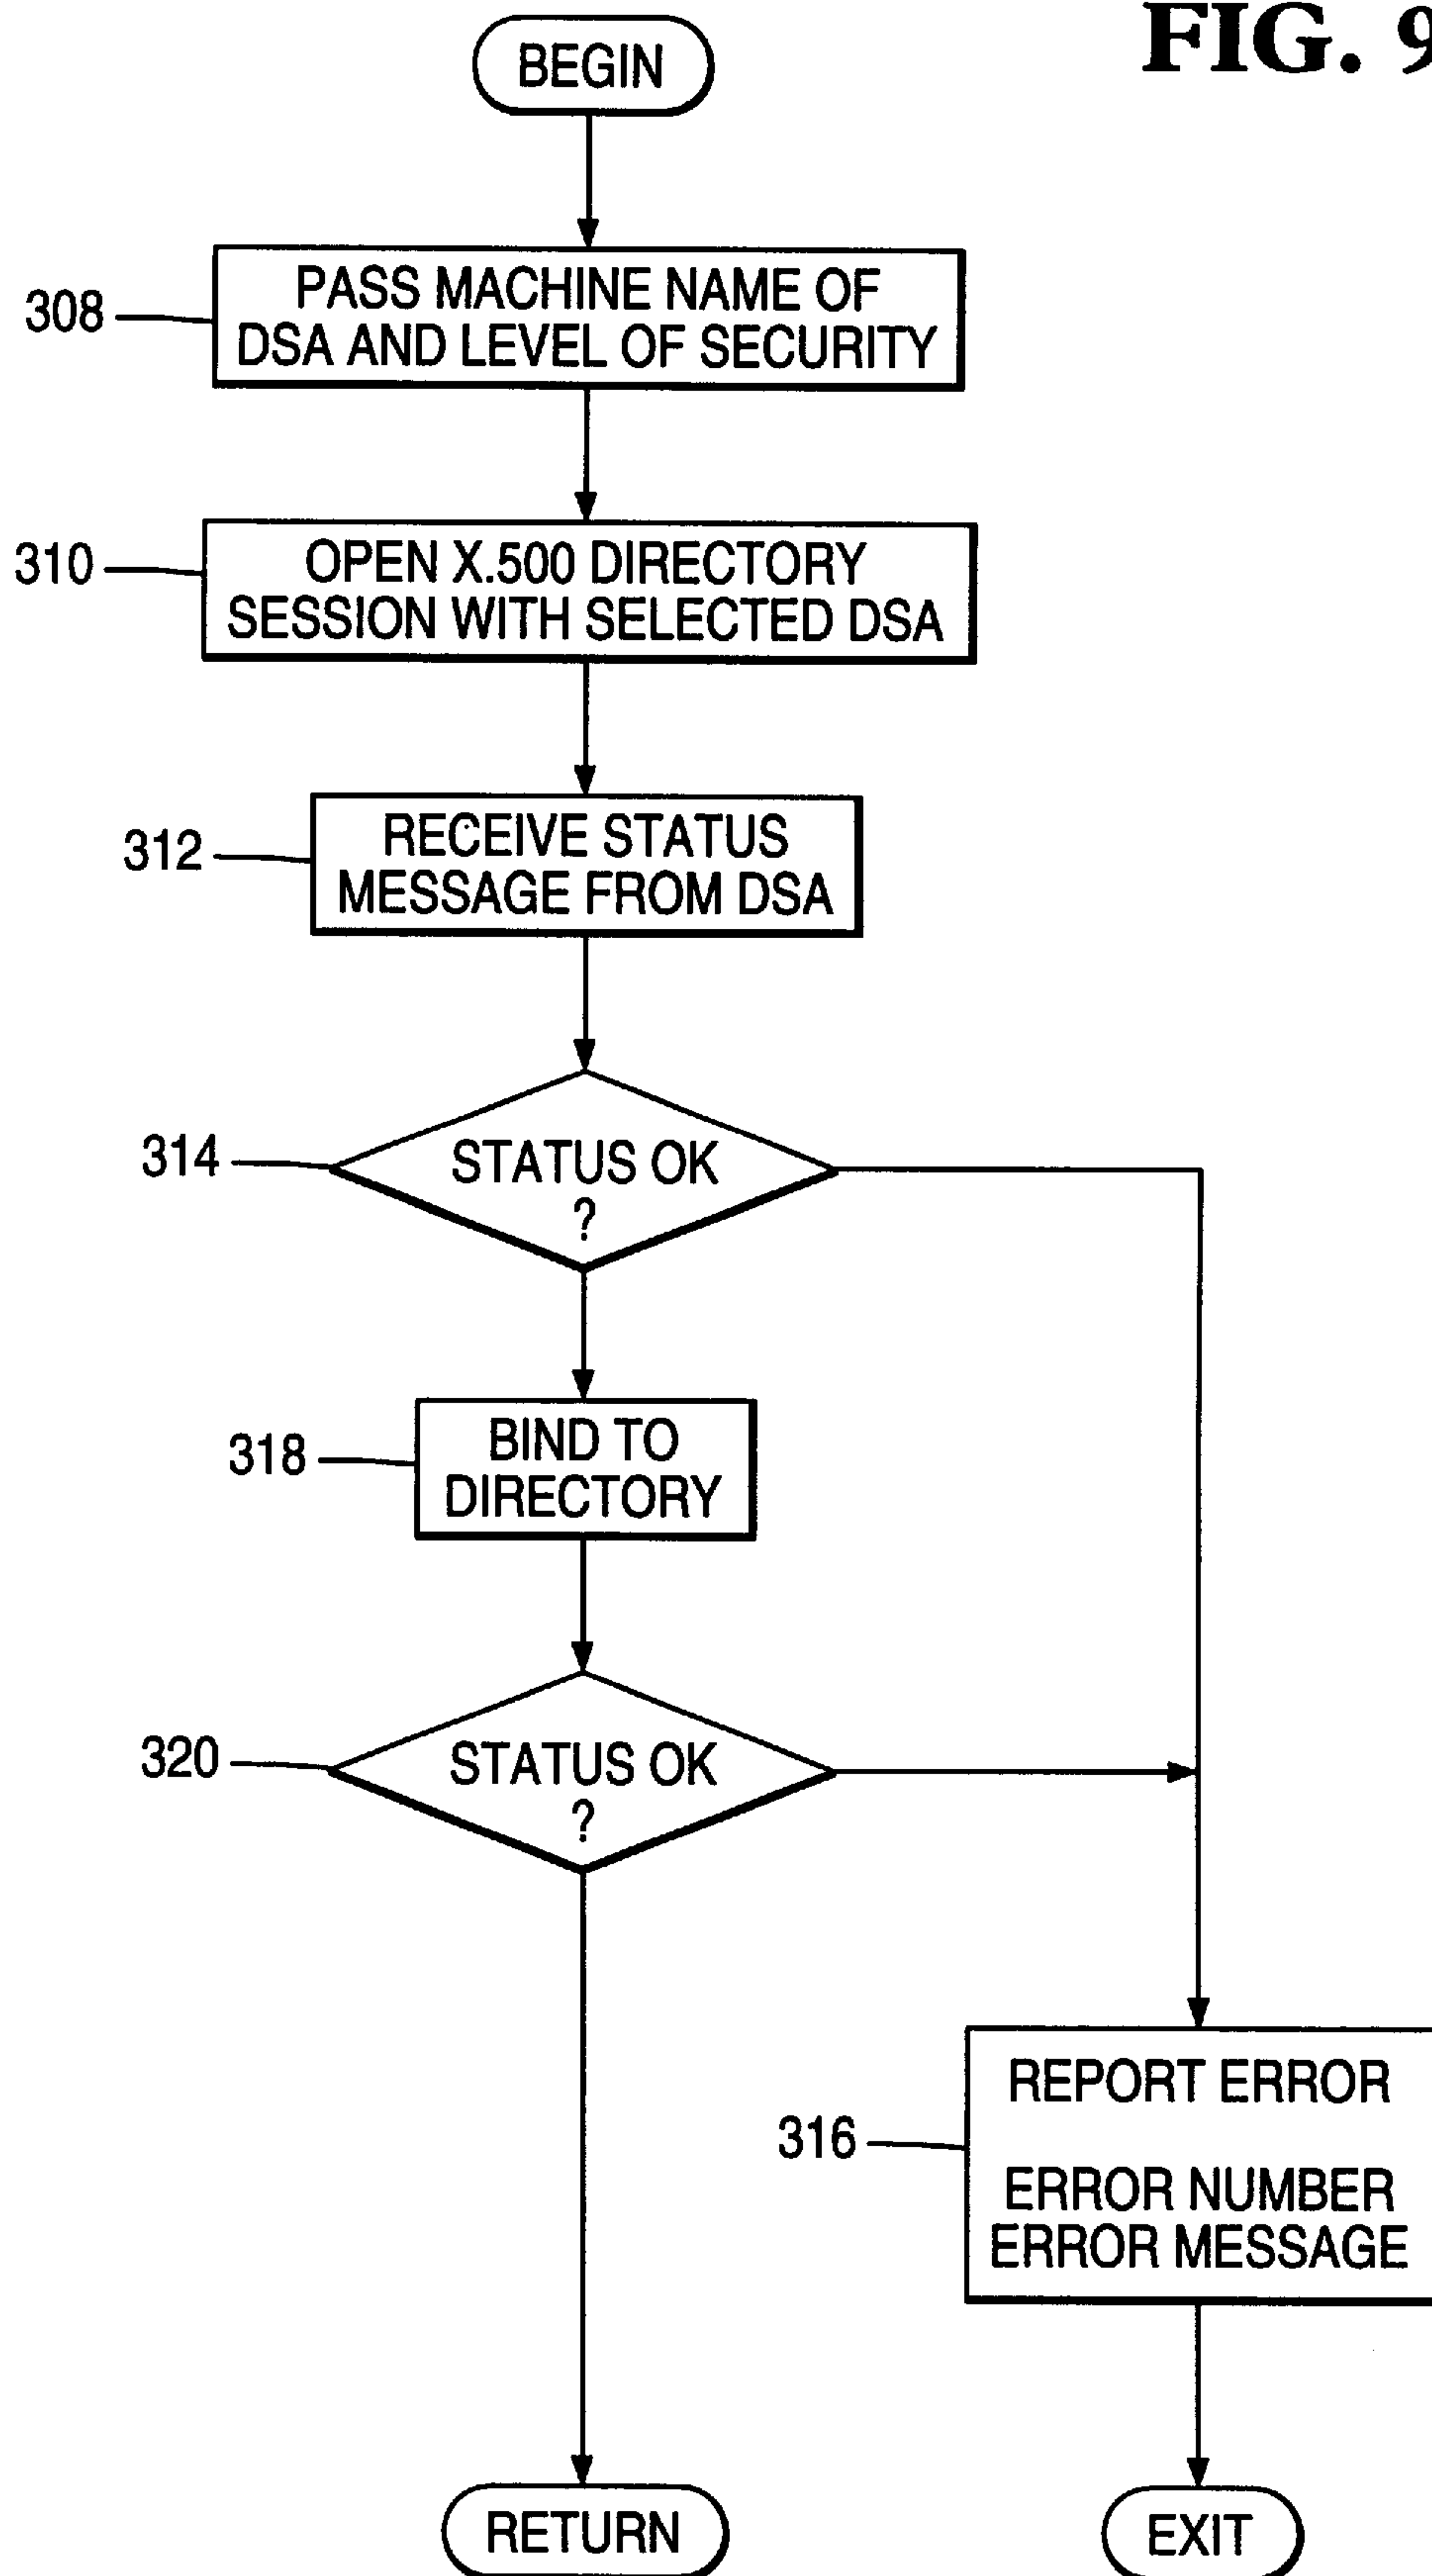 FIG. 9
BEGIN
308
PASS MACHINE NAME OF
DSA AND LEVEL OF SECURITY
310
OPEN X.500 DIRECTORY
SESSION WITH SELECTED DSA
312
RECEIVE STATUS
MESSAGE FROM DSA
314
STATUS OK
?
318
BIND TO
DIRECTORY
320
STATUS OK
?
316
REPORT ERROR
ERROR NUMBER
ERROR MESSAGE
RETURN
EXIT